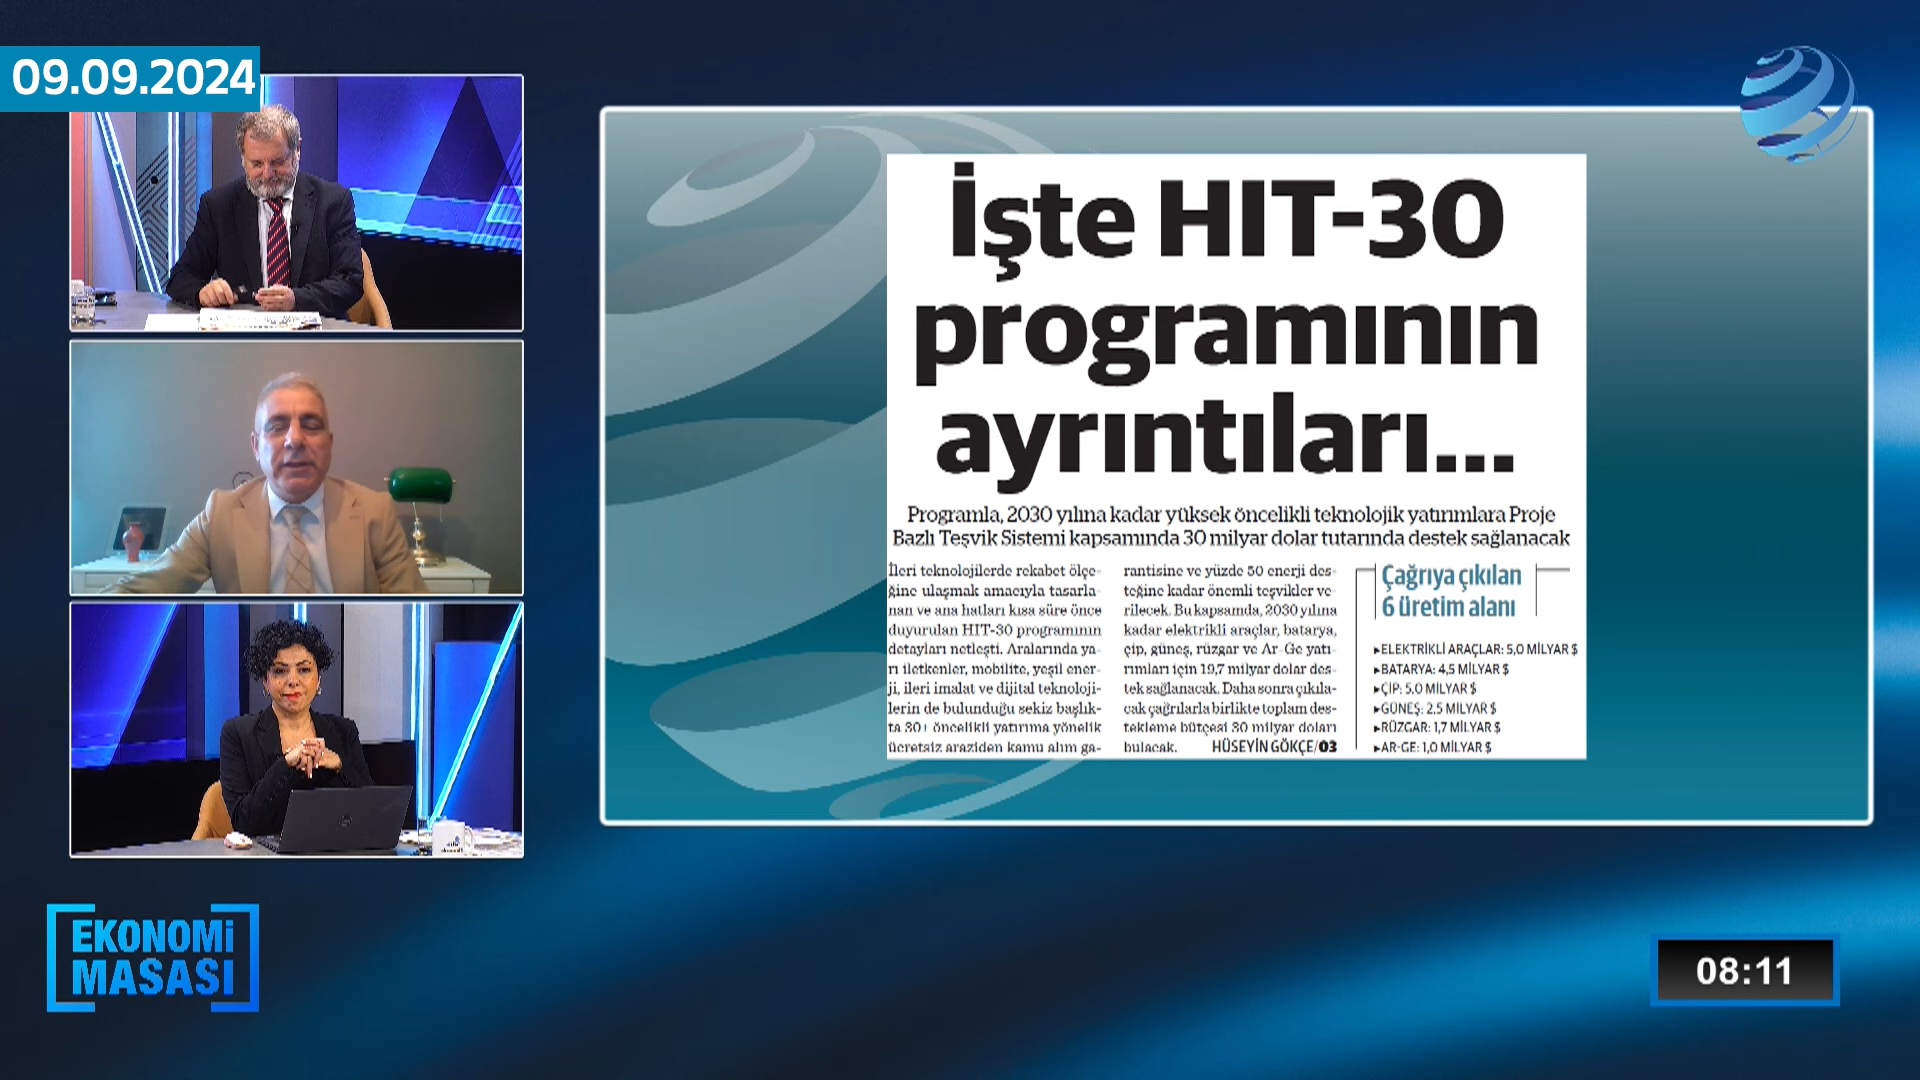 09.09.2024
İşte HIT-30
programının
ayrıntıları...
Programla, 2030 yılına kadar yüksek öncelikli teknolojik yatırımlara Proje
Bazlı Teşvik Sistemi kapsamında 30 milyar dolar tutarında destek sağlanacak
İleri teknolojilerde rekabet ölçe-
ğine ulaşmak amacıyla tasarla-
nan ve ana hatları kısa süre önce
duyurulan HIT-30 programının
detayları netleşti. Aralarında ya-
rı iletkenler, mobilite, yeşil ener-
ji, ileri imalat ve dijital teknoloji-
lerin de bulunduğu sekiz başlık-
ta 30+ öncelikli yatırıma yönelik
ücretsiz araziden kamu alım ga-
rantisine ve yüzde 50 enerji des-
teğine kadar önemli teşvikler ve-
rilecek. Bu kapsamda, 2030 yılına
kadar elektrikli araçlar, batarya,
çip, güneş, rüzgar ve Ar-Ge yatı-
rımları için 19,7 milyar dolar des-
tek sağlanacak. Daha sonra çıkıla-
cak çağrılarla birlikte toplam des-
tekleme bütçesi 30 milyar doları
bulacak. HÜSEYİN GÖKÇE/03
Çağrıya çıkılan
6 üretim alanı
▸ELEKTRİKLİ ARAÇLAR: 5,0 MİLYAR $
▸BATARYA: 4,5 MİLYAR $
▸ÇİP: 5.0 MİLYAR $
▸GÜNEŞ: 2.5 MİLYAR $
▸RÜZGAR: 1,7 MİLYAR $
▸AR-GE: 1,0 MİLYAR $
EKONOMİ
MASASI
08:11